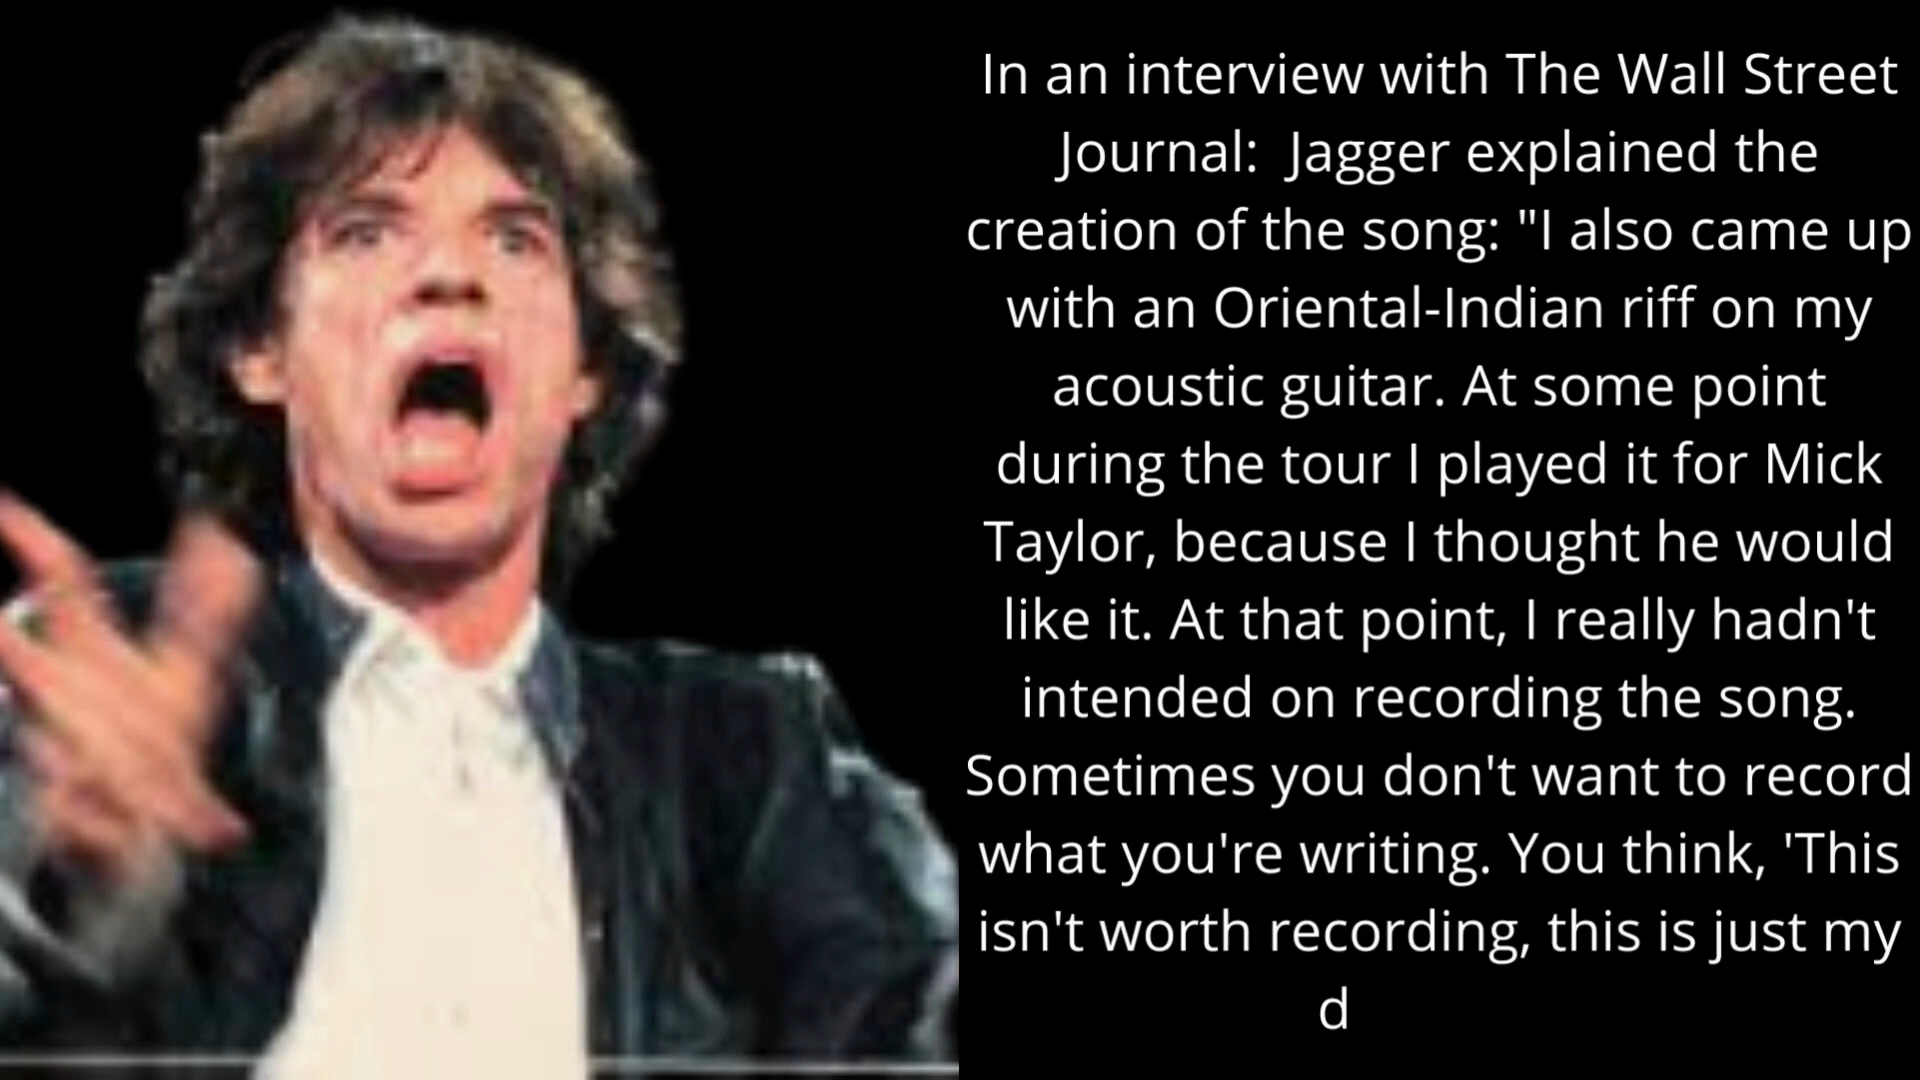 In an interview with The Wall Street
Journal:  Jagger explained the
creation of the song: "I also came up
with an Oriental-Indian riff on my
acoustic guitar. At some point
during the tour I played it for Mick
Taylor, because I thought he would
like it. At that point, I really hadn't
intended on recording the song.
Sometimes you don't want to record
what you're writing. You think, 'This
isn't worth recording, this is just my
d